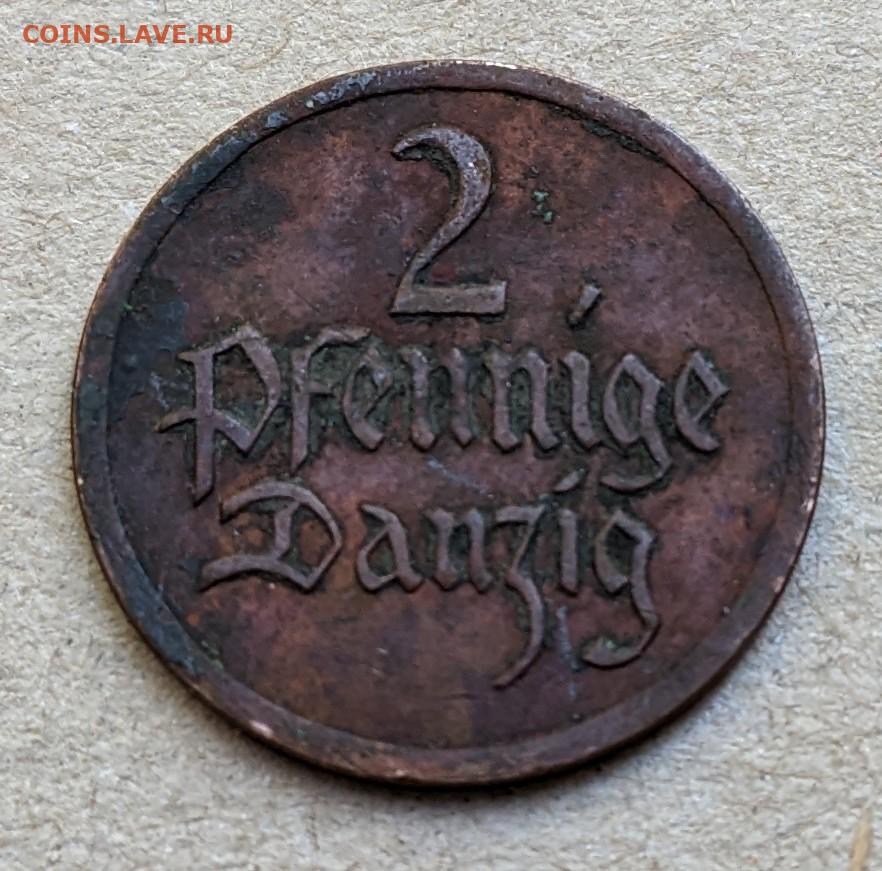 COINS.LAVE.RU
2
Pfennige
Danzig